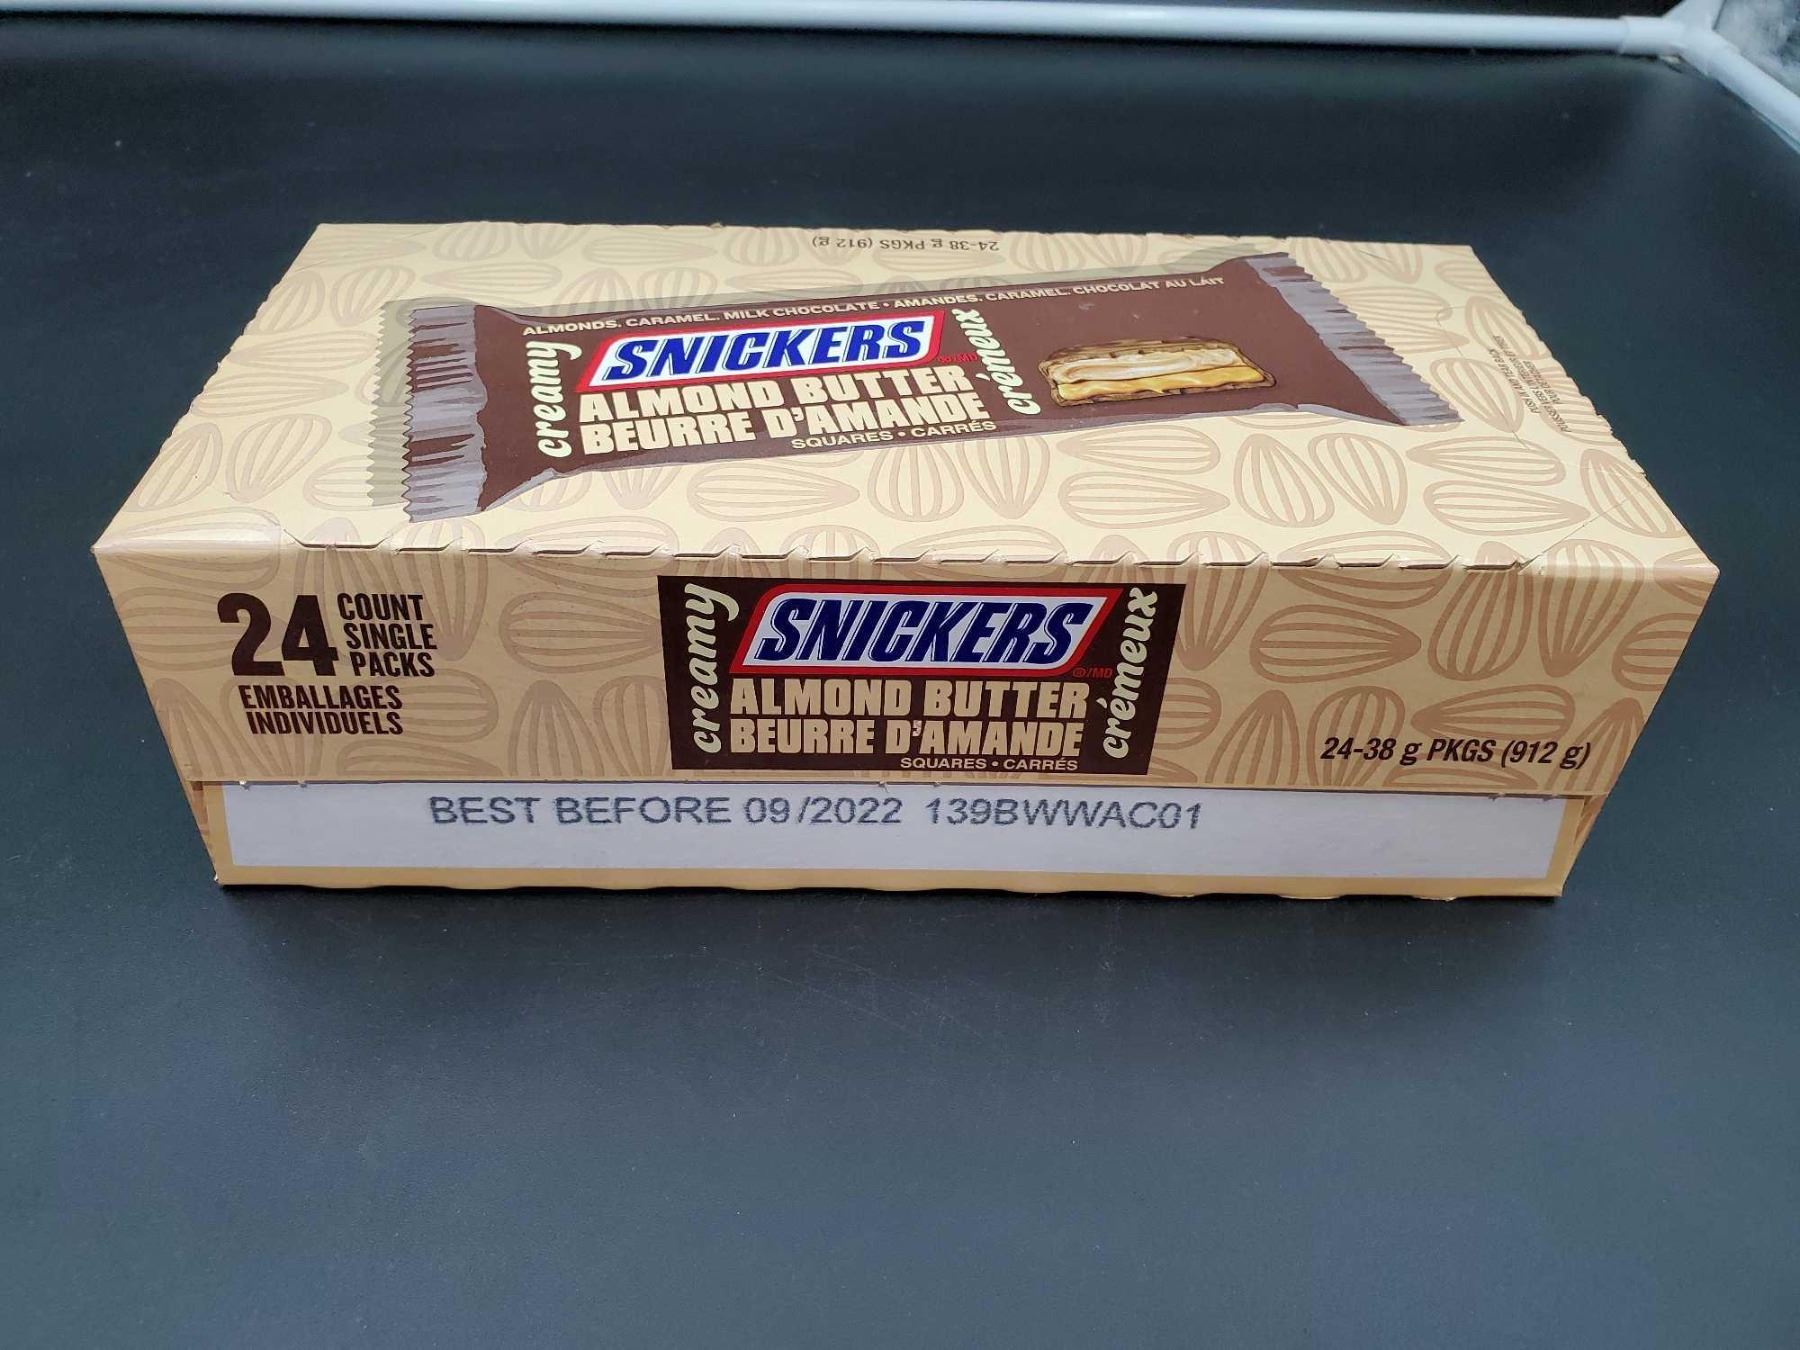 24-38 g PKGS (912 g)
ALMONDS. CARAMEL. MILK CHOCOLATE • AMANDES. CARAMEL. CHOCOLAT AU LAIT
creamy
SNICKERS
®/MD
ALMOND BUTTER
BEURRE D'AMANDE
crémeux
SQUARES • CARRÉS
24 COUNT
SINGLE
PACKS
EMBALLAGES
INDIVIDUELS
creamy
SNICKERS
®/MD
ALMOND BUTTER
BEURRE D'AMANDE
crémeux
SQUARES • CARRÉS
24-38 g PKGS (912 g)
BEST BEFORE 09/2022 139BWWAC01